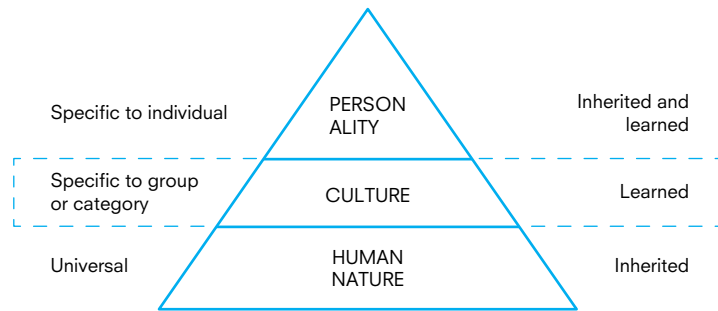 Specific to individual
PERSON
ALITY
Inherited and
learned
Specific to group
or category
CULTURE
Learned
Universal
HUMAN
NATURE
Inherited